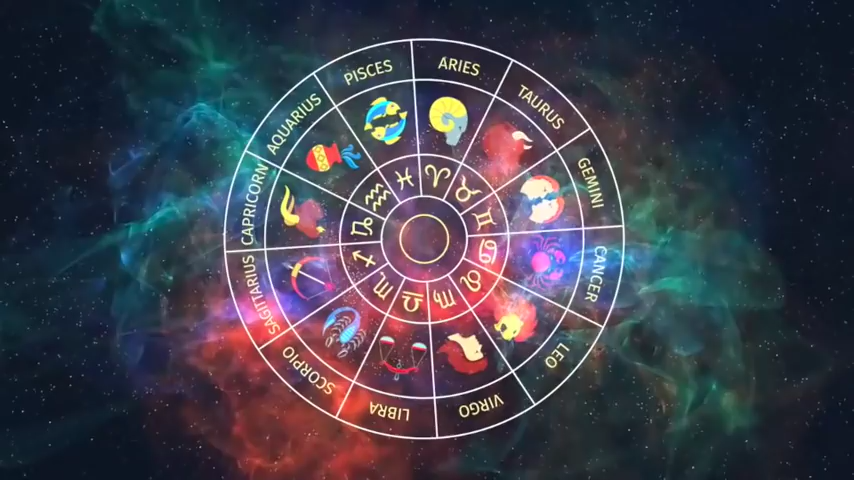 ARIES
TAURUS
GEMINI
CANCER
LEO
VIRGO
LIBRA
SCORPIO
SAGITTARIUS
CAPRICORN
AQUARIUS
PISCES
♈
♉
♊
♋
♌
♍
♎
♏
♐
♑
♒
♓